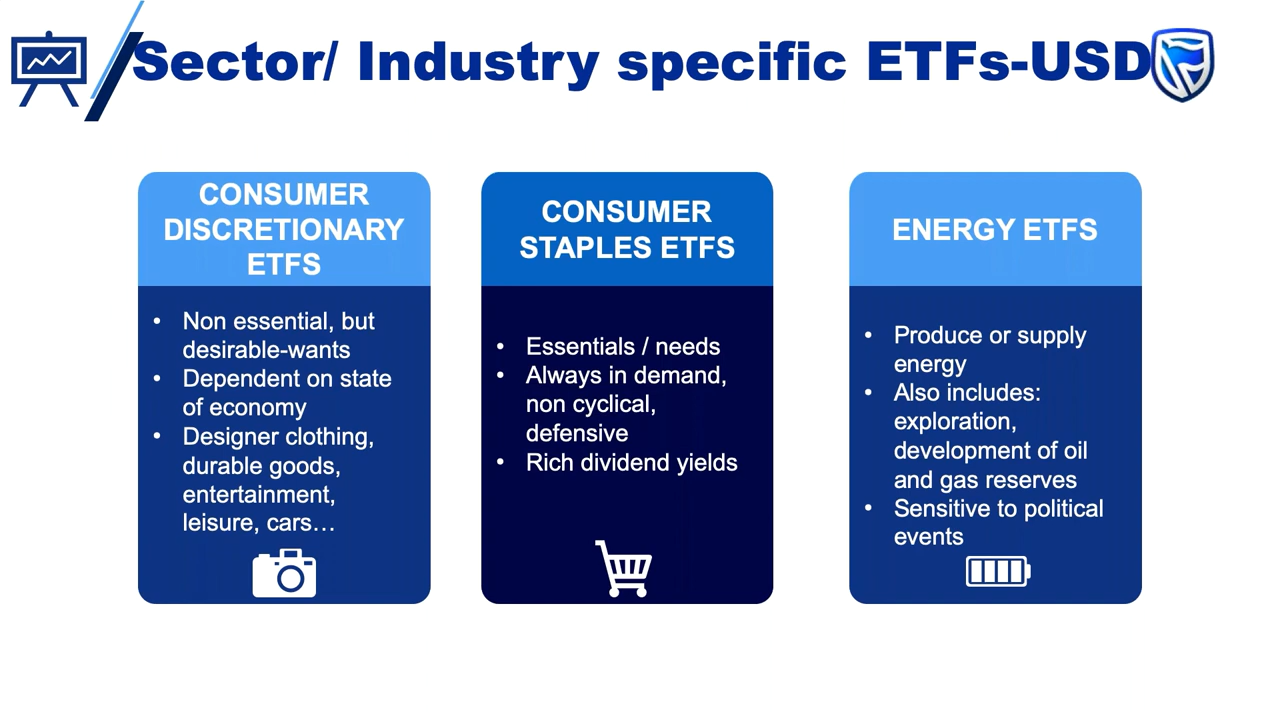 Sector/ Industry specific ETFs-USD
CONSUMER
DISCRETIONARY
ETFS
• Non essential, but
desirable-wants
• Dependent on state
of economy
• Designer clothing,
durable goods,
entertainment,
leisure, cars…
CONSUMER
STAPLES ETFS
• Essentials / needs
• Always in demand,
non cyclical,
defensive
• Rich dividend yields
ENERGY ETFS
• Produce or supply
energy
• Also includes:
exploration,
development of oil
and gas reserves
• Sensitive to political
events